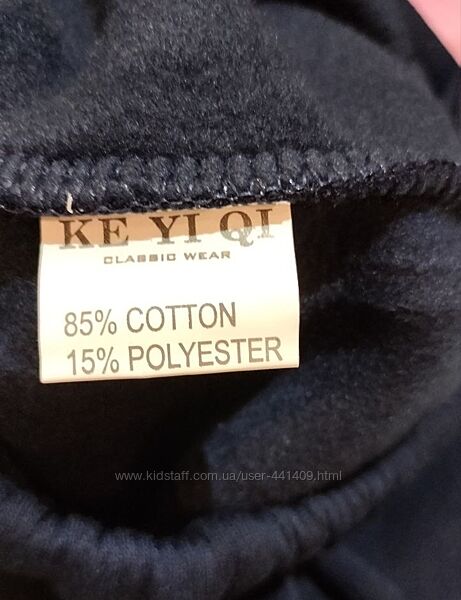 KE YI QI
CLASSIC WEAR
85% COTTON
15% POLYESTER
www.kidstaff.com.ua/user-441409.html